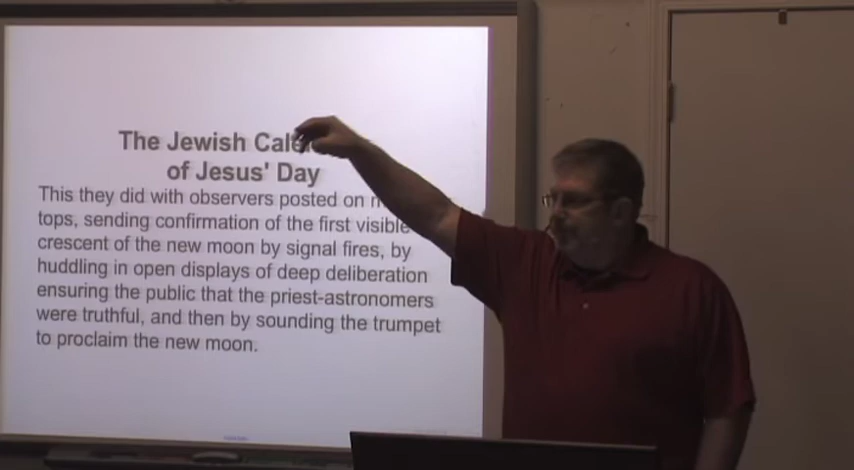 The Jewish Cale
of Jesus' Day
This they did with observers posted on
tops, sending confirmation of the first visible
crescent of the new moon by signal fires, by
huddling in open displays of deep deliberation
ensuring the public that the priest-astronomers
were truthful, and then by sounding the trumpet
to proclaim the new moon.